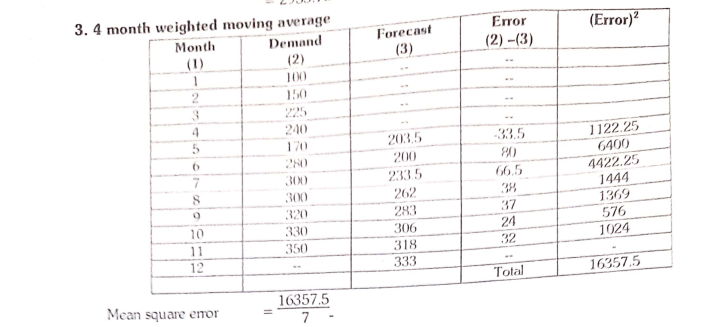 3. 4 month weighted moving average
Month Demand Forecast Error (Error)²
(1) (2) (3) (2) –(3)
1 100 -- --
2 150 -- --
3 225 -- --
4 240 -- --
5 170 203.5 -33.5 1122.25
6 280 200 80 6400
7 300 233.5 66.5 4422.25
8 300 262 38 1444
9 320 283 37 1369
10 330 306 24 576
11 350 318 32 1024
12 -- 333 -- -
Total 16357.5
Mean square error = 16357.5
7 -